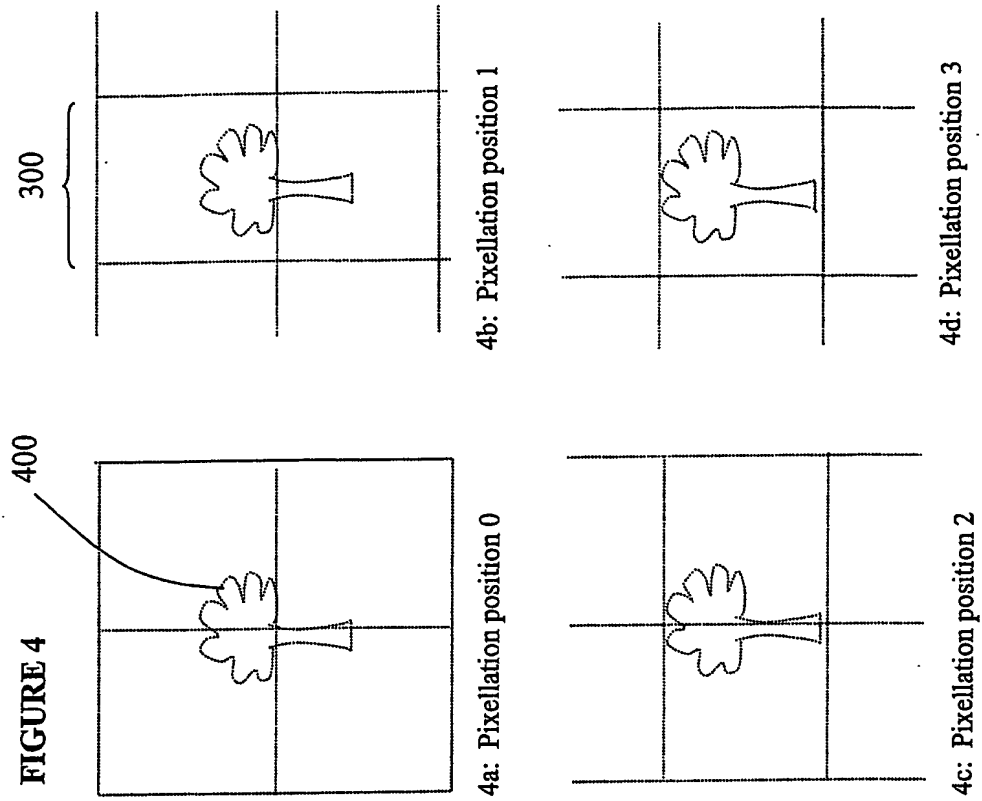 FIGURE 4
400
300
4a: Pixellation position 0
4b: Pixellation position 1
4c: Pixellation position 2
4d: Pixellation position 3